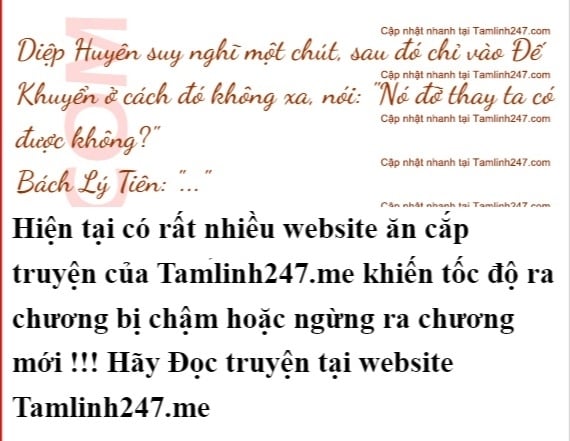 Cập nhật nhanh tại Tamlinh247.com
Diệp Huyên suy nghĩ một chút, sau đó chỉ vào Đế
Cập nhật nhanh tại Tamlinh247.com
Khuyển ở cách đó không xa, nói: "Nó đỡ thay ta có
Cập nhật nhanh tại Tamlinh247.com
được không?"
Cập nhật nhanh tại Tamlinh247.com
Bách Lý Tiên: "..."
Cập nhật nhanh tại Tamlinh247.com
COM
Hiện tại có rất nhiều website ăn cắp
truyện của Tamlinh247.me khiến tốc độ ra
chương bị chậm hoặc ngừng ra chương
mới !!! Hãy Đọc truyện tại website
Tamlinh247.me